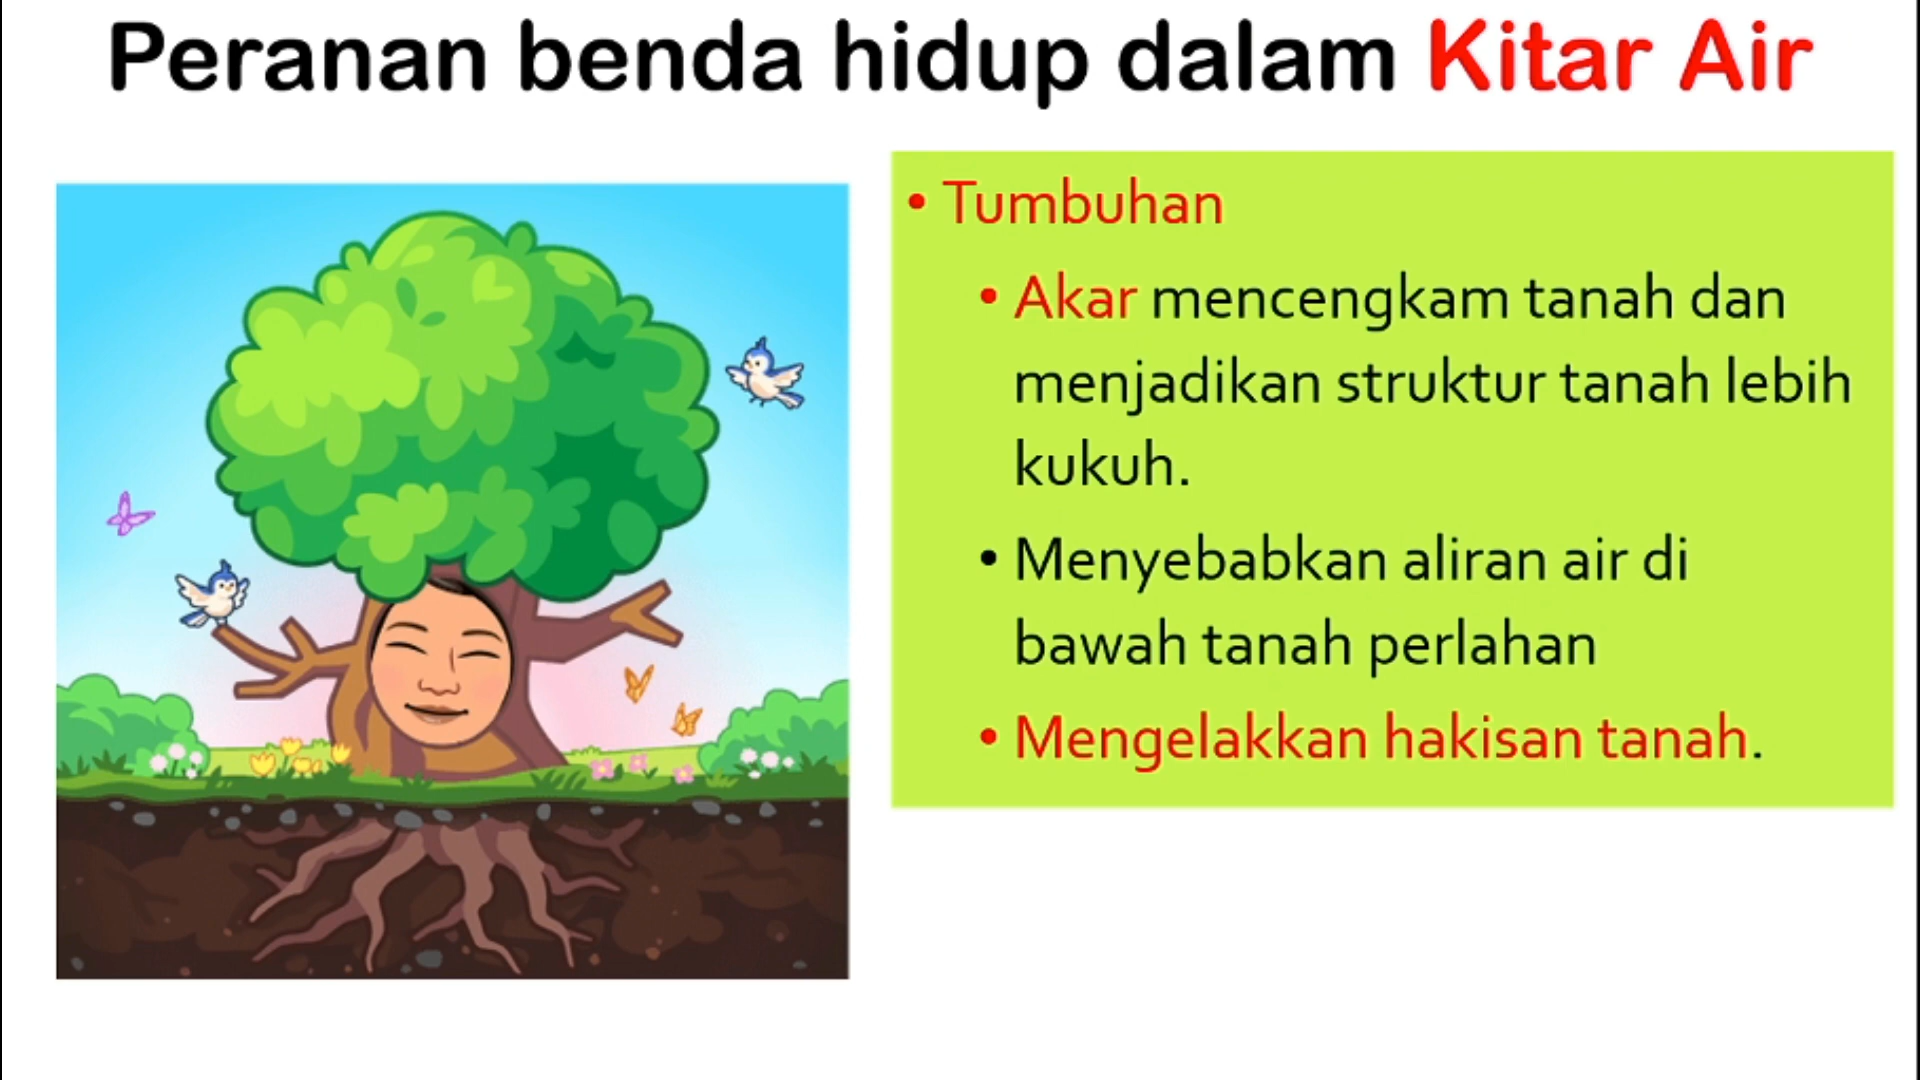 Peranan benda hidup dalam Kitar Air
• Tumbuhan
• Akar mencengkam tanah dan
menjadikan struktur tanah lebih
kukuh.
• Menyebabkan aliran air di
bawah tanah perlahan
• Mengelakkan hakisan tanah.